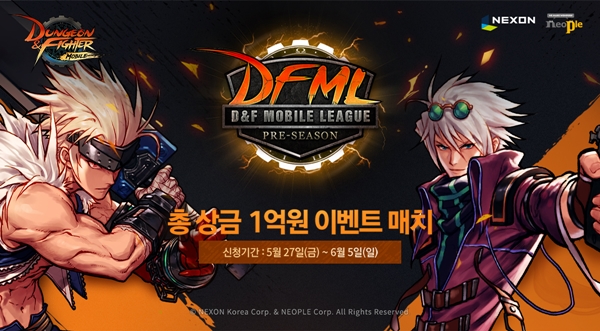 DUNGEON
& FIGHTER
MOBILE
NEXON
neople
DFML
D&F MOBILE LEAGUE
PRE-SEASON
총 상금 1억원 이벤트 매치
신청기간 : 5월 27일(금) ~ 6월 5일(일)
© NEXON Korea Corp. & NEOPLE Corp. All Rights Reserved